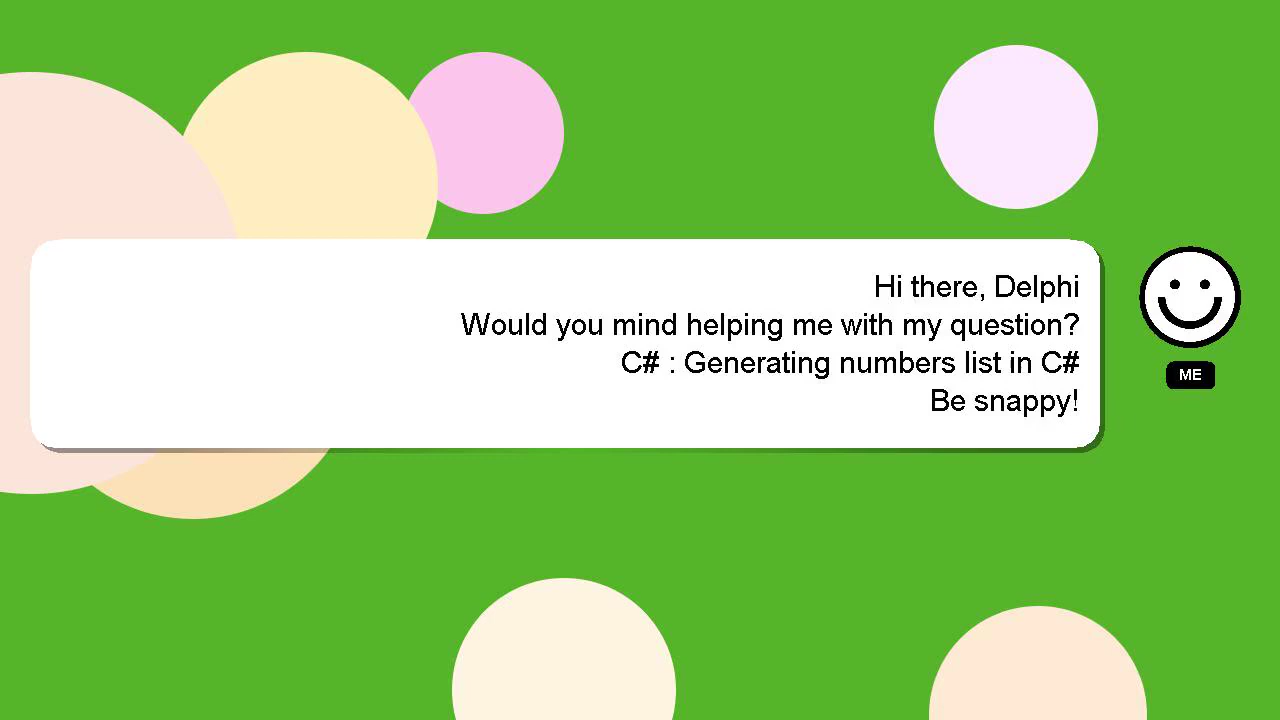 Hi there, Delphi
Would you mind helping me with my question?
C# : Generating numbers list in C#
Be snappy!
ME